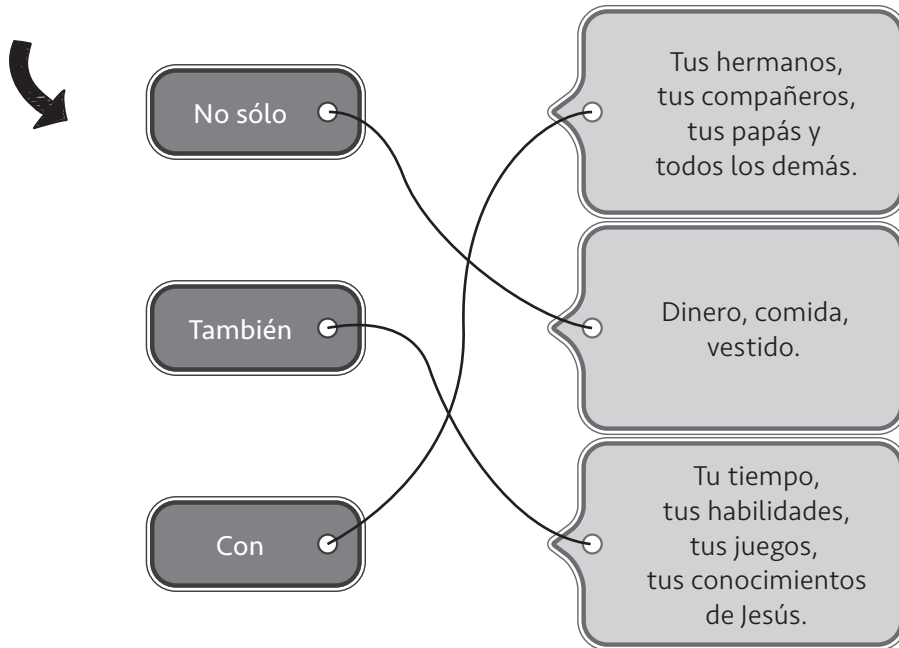 No sólo
Tus hermanos,
tus compañeros,
tus papás y
todos los demás.
También
Dinero, comida,
vestido.
Con
Tu tiempo,
tus habilidades,
tus juegos,
tus conocimientos
de Jesús.